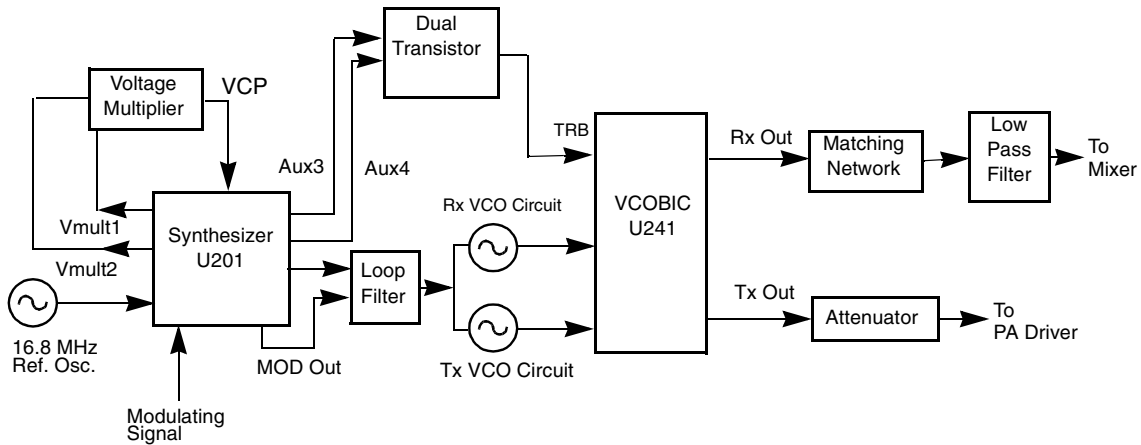 Dual
Transistor
Voltage
Multiplier
VCP
Aux3
Aux4
TRB
Rx Out
Matching
Network
Low
Pass
Filter
To
Mixer
Vmult1
Vmult2
Synthesizer
U201
Rx VCO Circuit
VCOBIC
U241
Loop
Filter
Tx Out
Attenuator
To
PA Driver
16.8 MHz
Ref. Osc.
MOD Out
Tx VCO Circuit
Modulating
Signal